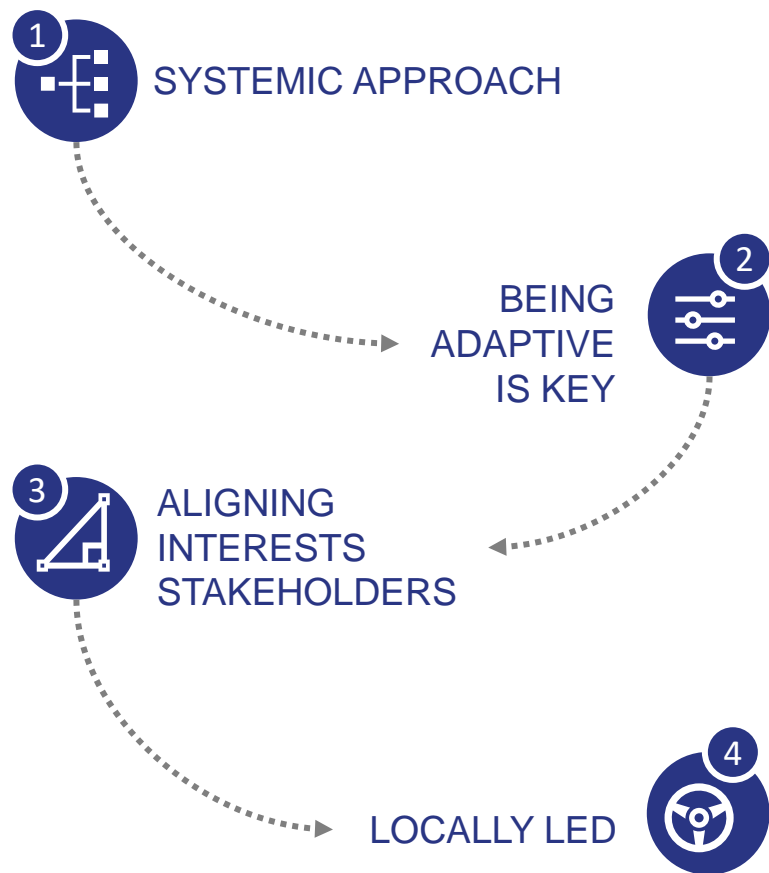 1
SYSTEMIC APPROACH
2
BEING
ADAPTIVE
IS KEY
3
ALIGNING
INTERESTS
STAKEHOLDERS
4
LOCALLY LED